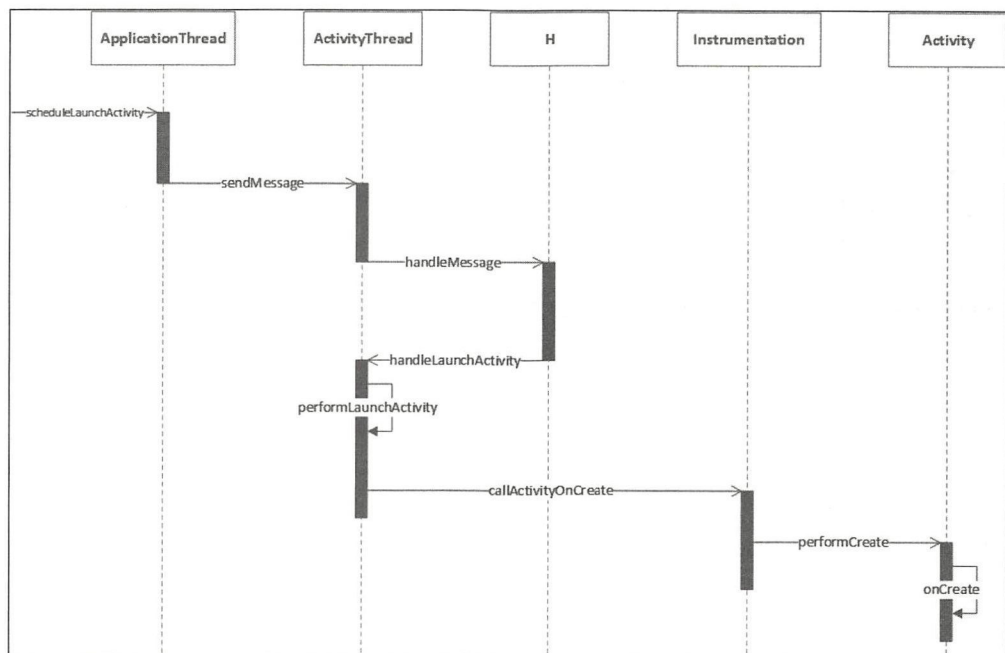 ApplicationThread
ActivityThread
H
Instrumentation
Activity
scheduleLaunchActivity
sendMessage
handleMessage
handleLaunchActivity
performLaunchActivity
callActivityOnCreate
performCreate
onCreate